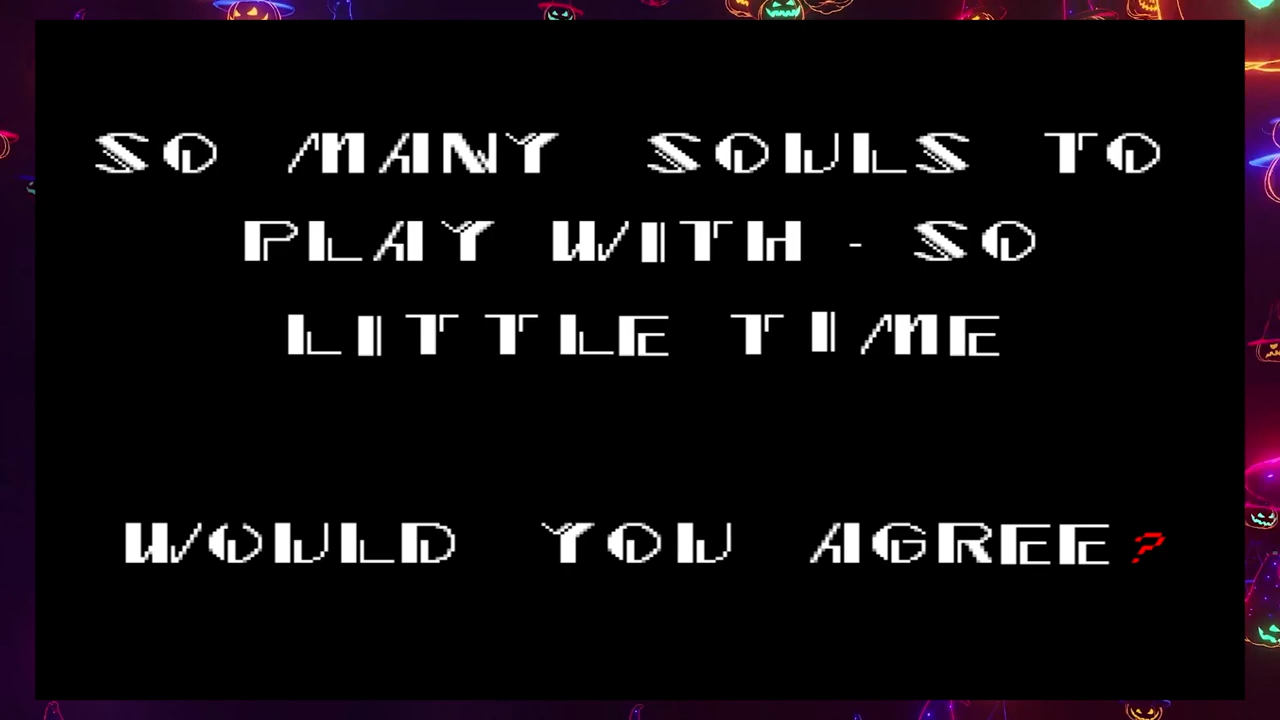 SO MANY SOULS TO
PLAY WITH - SO
LITTLE TIME
WOULD YOU AGREE?